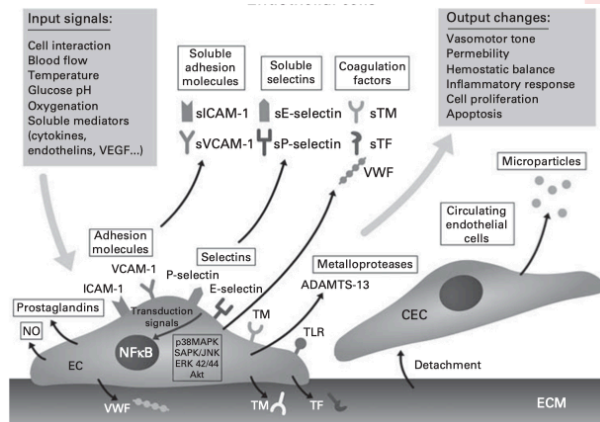 Input signals:
Cell interaction
Blood flow
Temperature
Glucose pH
Oxygenation
Soluble mediators
(cytokines,
endothelins, VEGF...)
Soluble
adhesion
molecules
sICAM-1
sVCAM-1
Soluble
selectins
sE-selectin
sP-selectin
Coagulation
factors
sTM
sTF
VWF
Output changes:
Vasomotor tone
Permebility
Hemostatic balance
Inflammatory response
Cell proliferation
Apoptosis
Microparticles
Circulating
endothelial
cells
Adhesion
molecules
VCAM-1
ICAM-1
Selectins
P-selectin
E-selectin
Metalloproteases
ADAMTS-13
Prostaglandins
NO
Transduction
signals
TM
TLR
NFκB
p38MAPK
SAPK/JNK
ERK 42/44
Akt
EC
CEC
Detachment
VWF
TM
TF
ECM